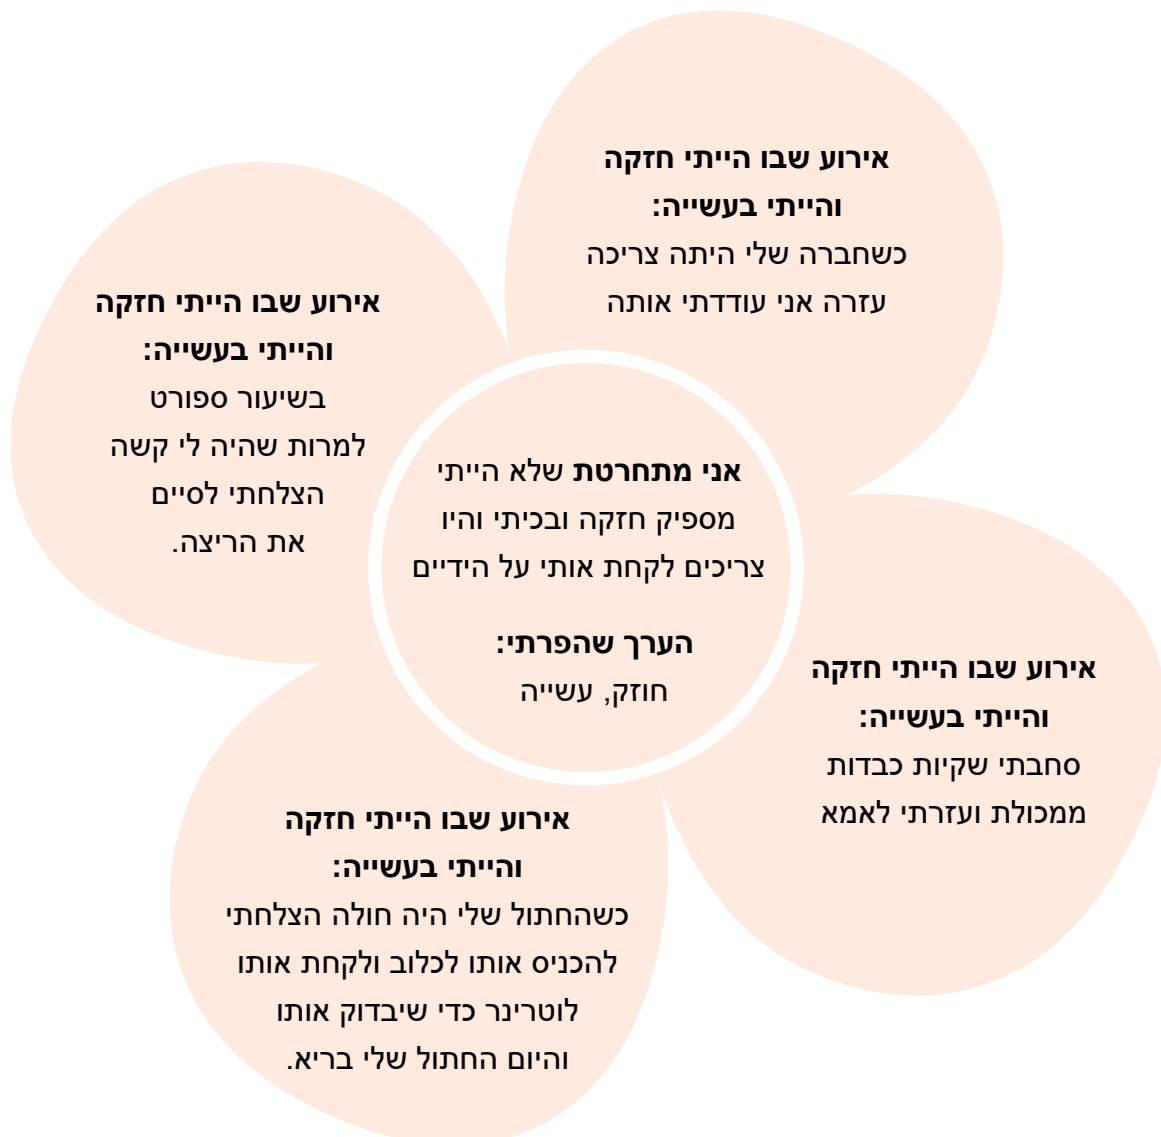 אירוע שבו הייתי חזקה
והייתי בעשייה:
כשחברה שלי היתה צריכה
עזרה אני עודדתי אותה
אירוע שבו הייתי חזקה
והייתי בעשייה:
בשיעור ספורט
למרות שהיה לי קשה
הצלחתי לסיים
את הריצה.
אני מתחרטת שלא הייתי
מספיק חזקה ובכיתי והיו
צריכים לקחת אותי על הידיים
הערך שהפרתי:
חוזק, עשייה
אירוע שבו הייתי חזקה
והייתי בעשייה:
סחבתי שקיות כבדות
ממכולת ועזרתי לאמא
אירוע שבו הייתי חזקה
והייתי בעשייה:
כשהחתול שלי היה חולה הצלחתי
להכניס אותו לכלוב ולקחת אותו
לוטרינר כדי שיבדוק אותו
והיום החתול שלי בריא.